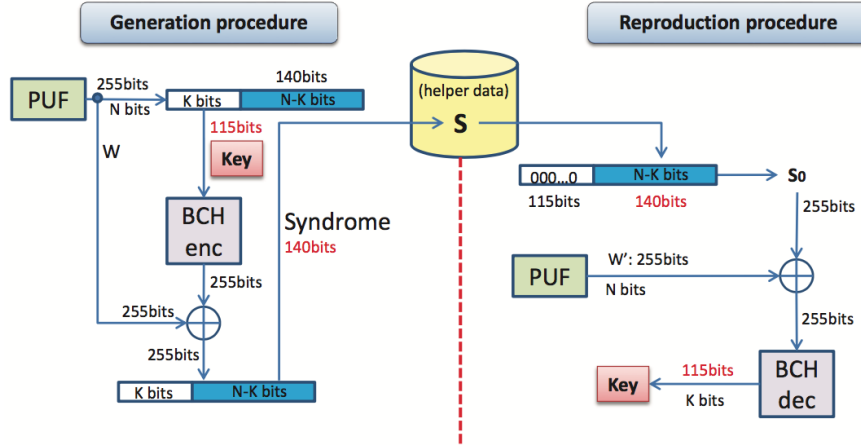 Generation procedure
Reproduction procedure
PUF
255bits
N bits
140bits
K bits
N-K bits
W
115bits
Key
BCH
enc
255bits
255bits
255bits
K bits
N-K bits
Syndrome
140bits
(helper data)
S
000...0
N-K bits
115bits
140bits
S0
255bits
PUF
W': 255bits
N bits
255bits
BCH
dec
115bits
K bits
Key